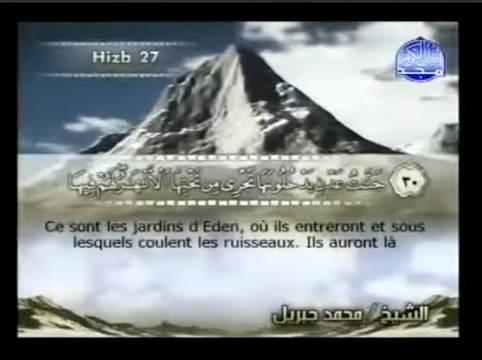 Hizb 27
مجد
٣٠ جَنَّٰتُ عَدْنٍ يَدْخُلُونَهَا تَجْرِى مِن تَحْتِهَا ٱلْأَنْهَٰرُ لَهُمْ فِيهَا
Ce sont les jardins d'Eden, où ils entreront et sous
lesquels coulent les ruisseaux. Ils auront là
الشيخ / محمد جبريل